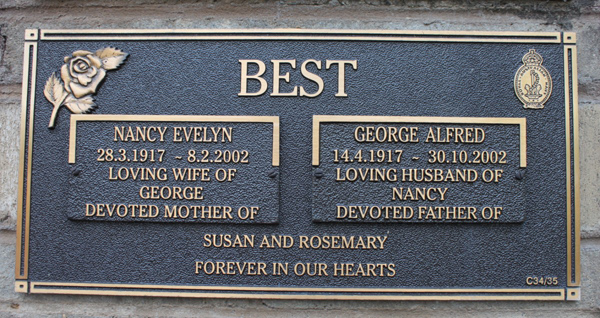 BEST
NANCY EVELYN
28.3.1917 ~ 8.2.2002
LOVING WIFE OF
GEORGE
DEVOTED MOTHER OF
GEORGE ALFRED
14.4.1917 ~ 30.10.2002
LOVING HUSBAND OF
NANCY
DEVOTED FATHER OF
SUSAN AND ROSEMARY
FOREVER IN OUR HEARTS
C34/35